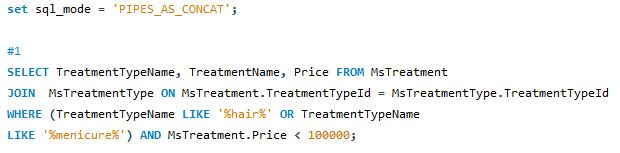 set sql_mode = 'PIPES_AS_CONCAT';
#1
SELECT TreatmentTypeName, TreatmentName, Price FROM MsTreatment
JOIN  MsTreatmentType ON MsTreatment.TreatmentTypeId = MsTreatmentType.TreatmentTypeId
WHERE (TreatmentTypeName LIKE '%hair%' OR TreatmentTypeName
LIKE '%menicure%') AND MsTreatment.Price < 100000;